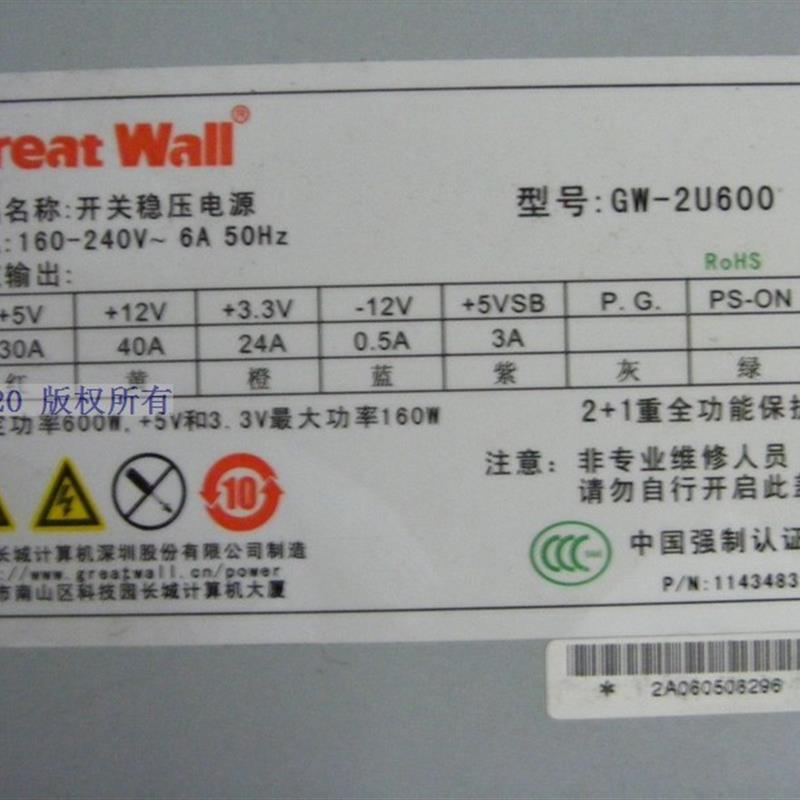 reat Wall®
名称:开关稳压电源
型号:GW-2U600
:160-240V~ 6A 50Hz
RoHS
输出:
+5V +12V +3.3V -12V +5VSB P.G. PS-ON
30A 40A 24A 0.5A 3A
红 黄 橙 蓝 紫 灰 绿
20 版权所有
功率600W,+5V和3.3V最大功率160W
2+1重全功能保护
注意: 非专业维修人员
请勿自行开启此盖
10
长城计算机深圳股份有限公司制造
://www.greatwall.cn/power
市南山区科技园长城计算机大厦
CCC
中国强制认证
P/N:1143483
* 2A060506296